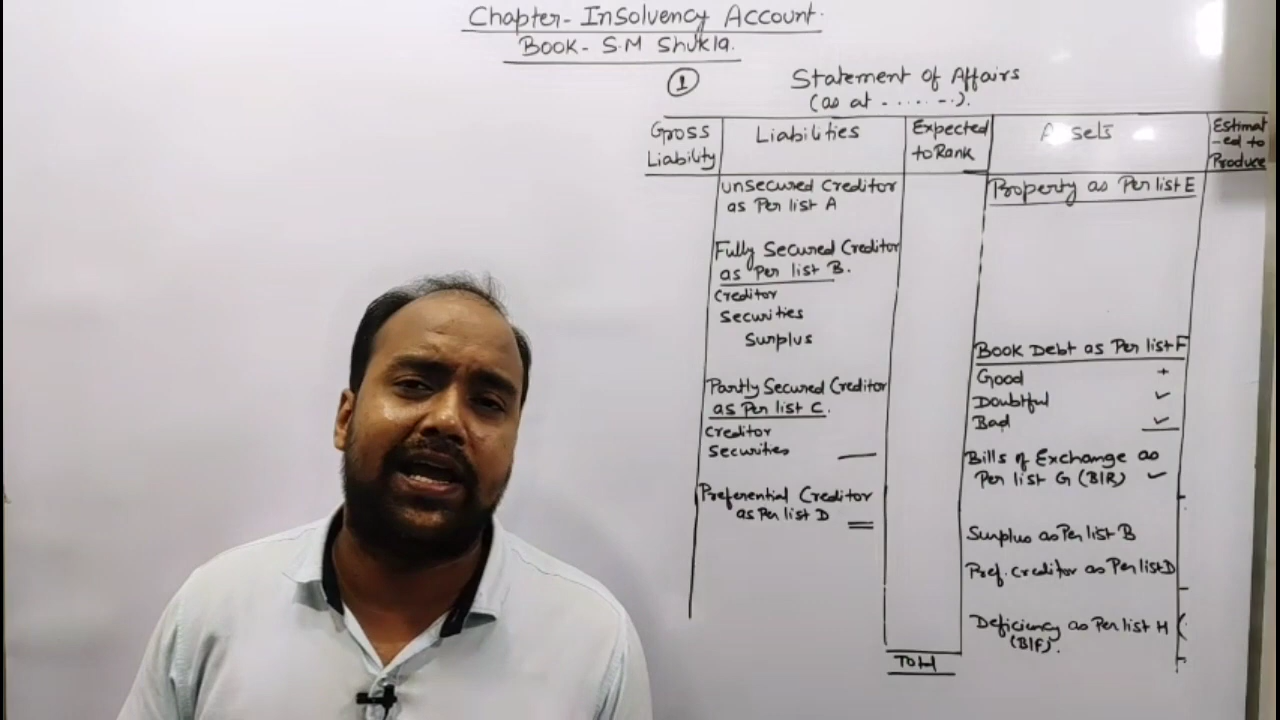 Chapter- Insolvency Account.
Book- S.M Shukla.
①
Statement of Affairs
(as at ........).
Gross
Liability
Liabilities
Expected
to Rank
Assets
Estimat
-ed to
Produce
unsecured Creditor
as Per list A
Fully Secured Creditor
as Per list B.
Creditor
Securities
Surplus
Partly Secured Creditor
as Per list C.
Creditor
Securities
Preferential Creditor
as Per list D
Total
Property as Per list E
Book Debt as Per list F
Good +
Doubtful ✓
Bad ✓
Bills of Exchange as
Per list G (B/R) ✓
Surplus as Per list B
Pref. Creditor as Per list D
Deficiency as Per list H
(B/F).